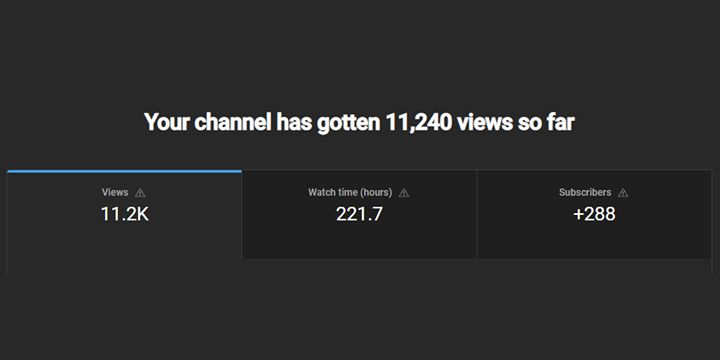 Your channel has gotten 11,240 views so far
Views
Watch time (hours)
Subscribers
11.2K
221.7
+288